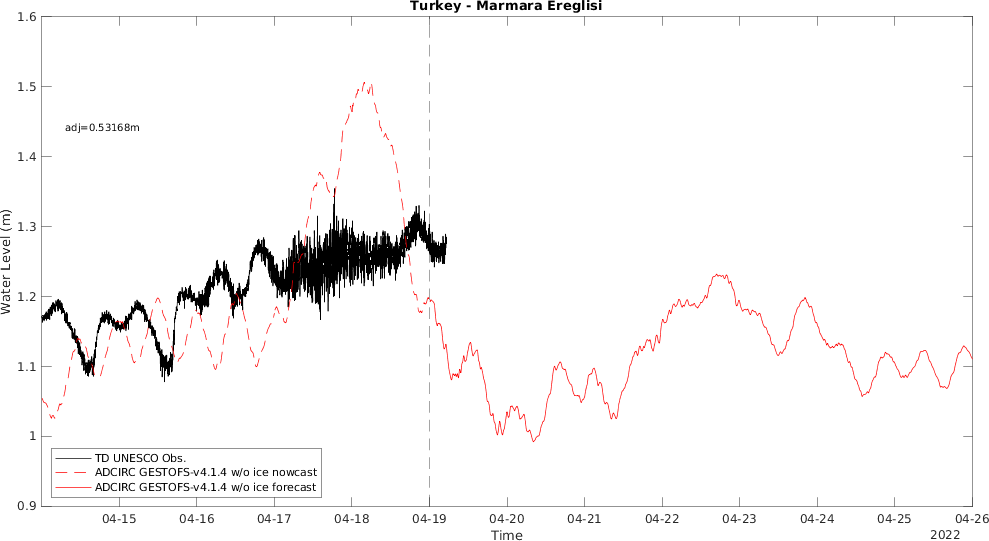 Turkey - Marmara Ereglisi
1.6
1.5
1.4
1.3
1.2
1.1
1
0.9
Water Level (m)
adj=0.53168m
TD UNESCO Obs.
ADCIRC GESTOFS-v4.1.4 w/o ice nowcast
ADCIRC GESTOFS-v4.1.4 w/o ice forecast
04-15 04-16 04-17 04-18 04-19 04-20 04-21 04-22 04-23 04-24 04-25 04-26
Time
2022